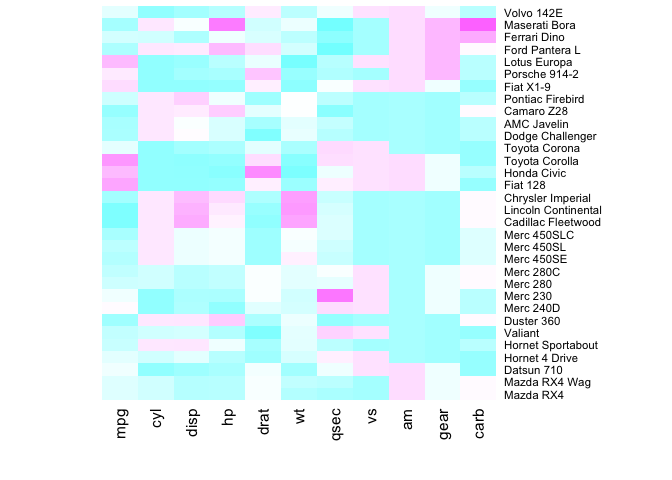 Volvo 142E
Maserati Bora
Ferrari Dino
Ford Pantera L
Lotus Europa
Porsche 914-2
Fiat X1-9
Pontiac Firebird
Camaro Z28
AMC Javelin
Dodge Challenger
Toyota Corona
Toyota Corolla
Honda Civic
Fiat 128
Chrysler Imperial
Lincoln Continental
Cadillac Fleetwood
Merc 450SLC
Merc 450SL
Merc 450SE
Merc 280C
Merc 280
Merc 230
Merc 240D
Duster 360
Valiant
Hornet Sportabout
Hornet 4 Drive
Datsun 710
Mazda RX4 Wag
Mazda RX4
mpg
cyl
disp
hp
drat
wt
qsec
vs
am
gear
carb